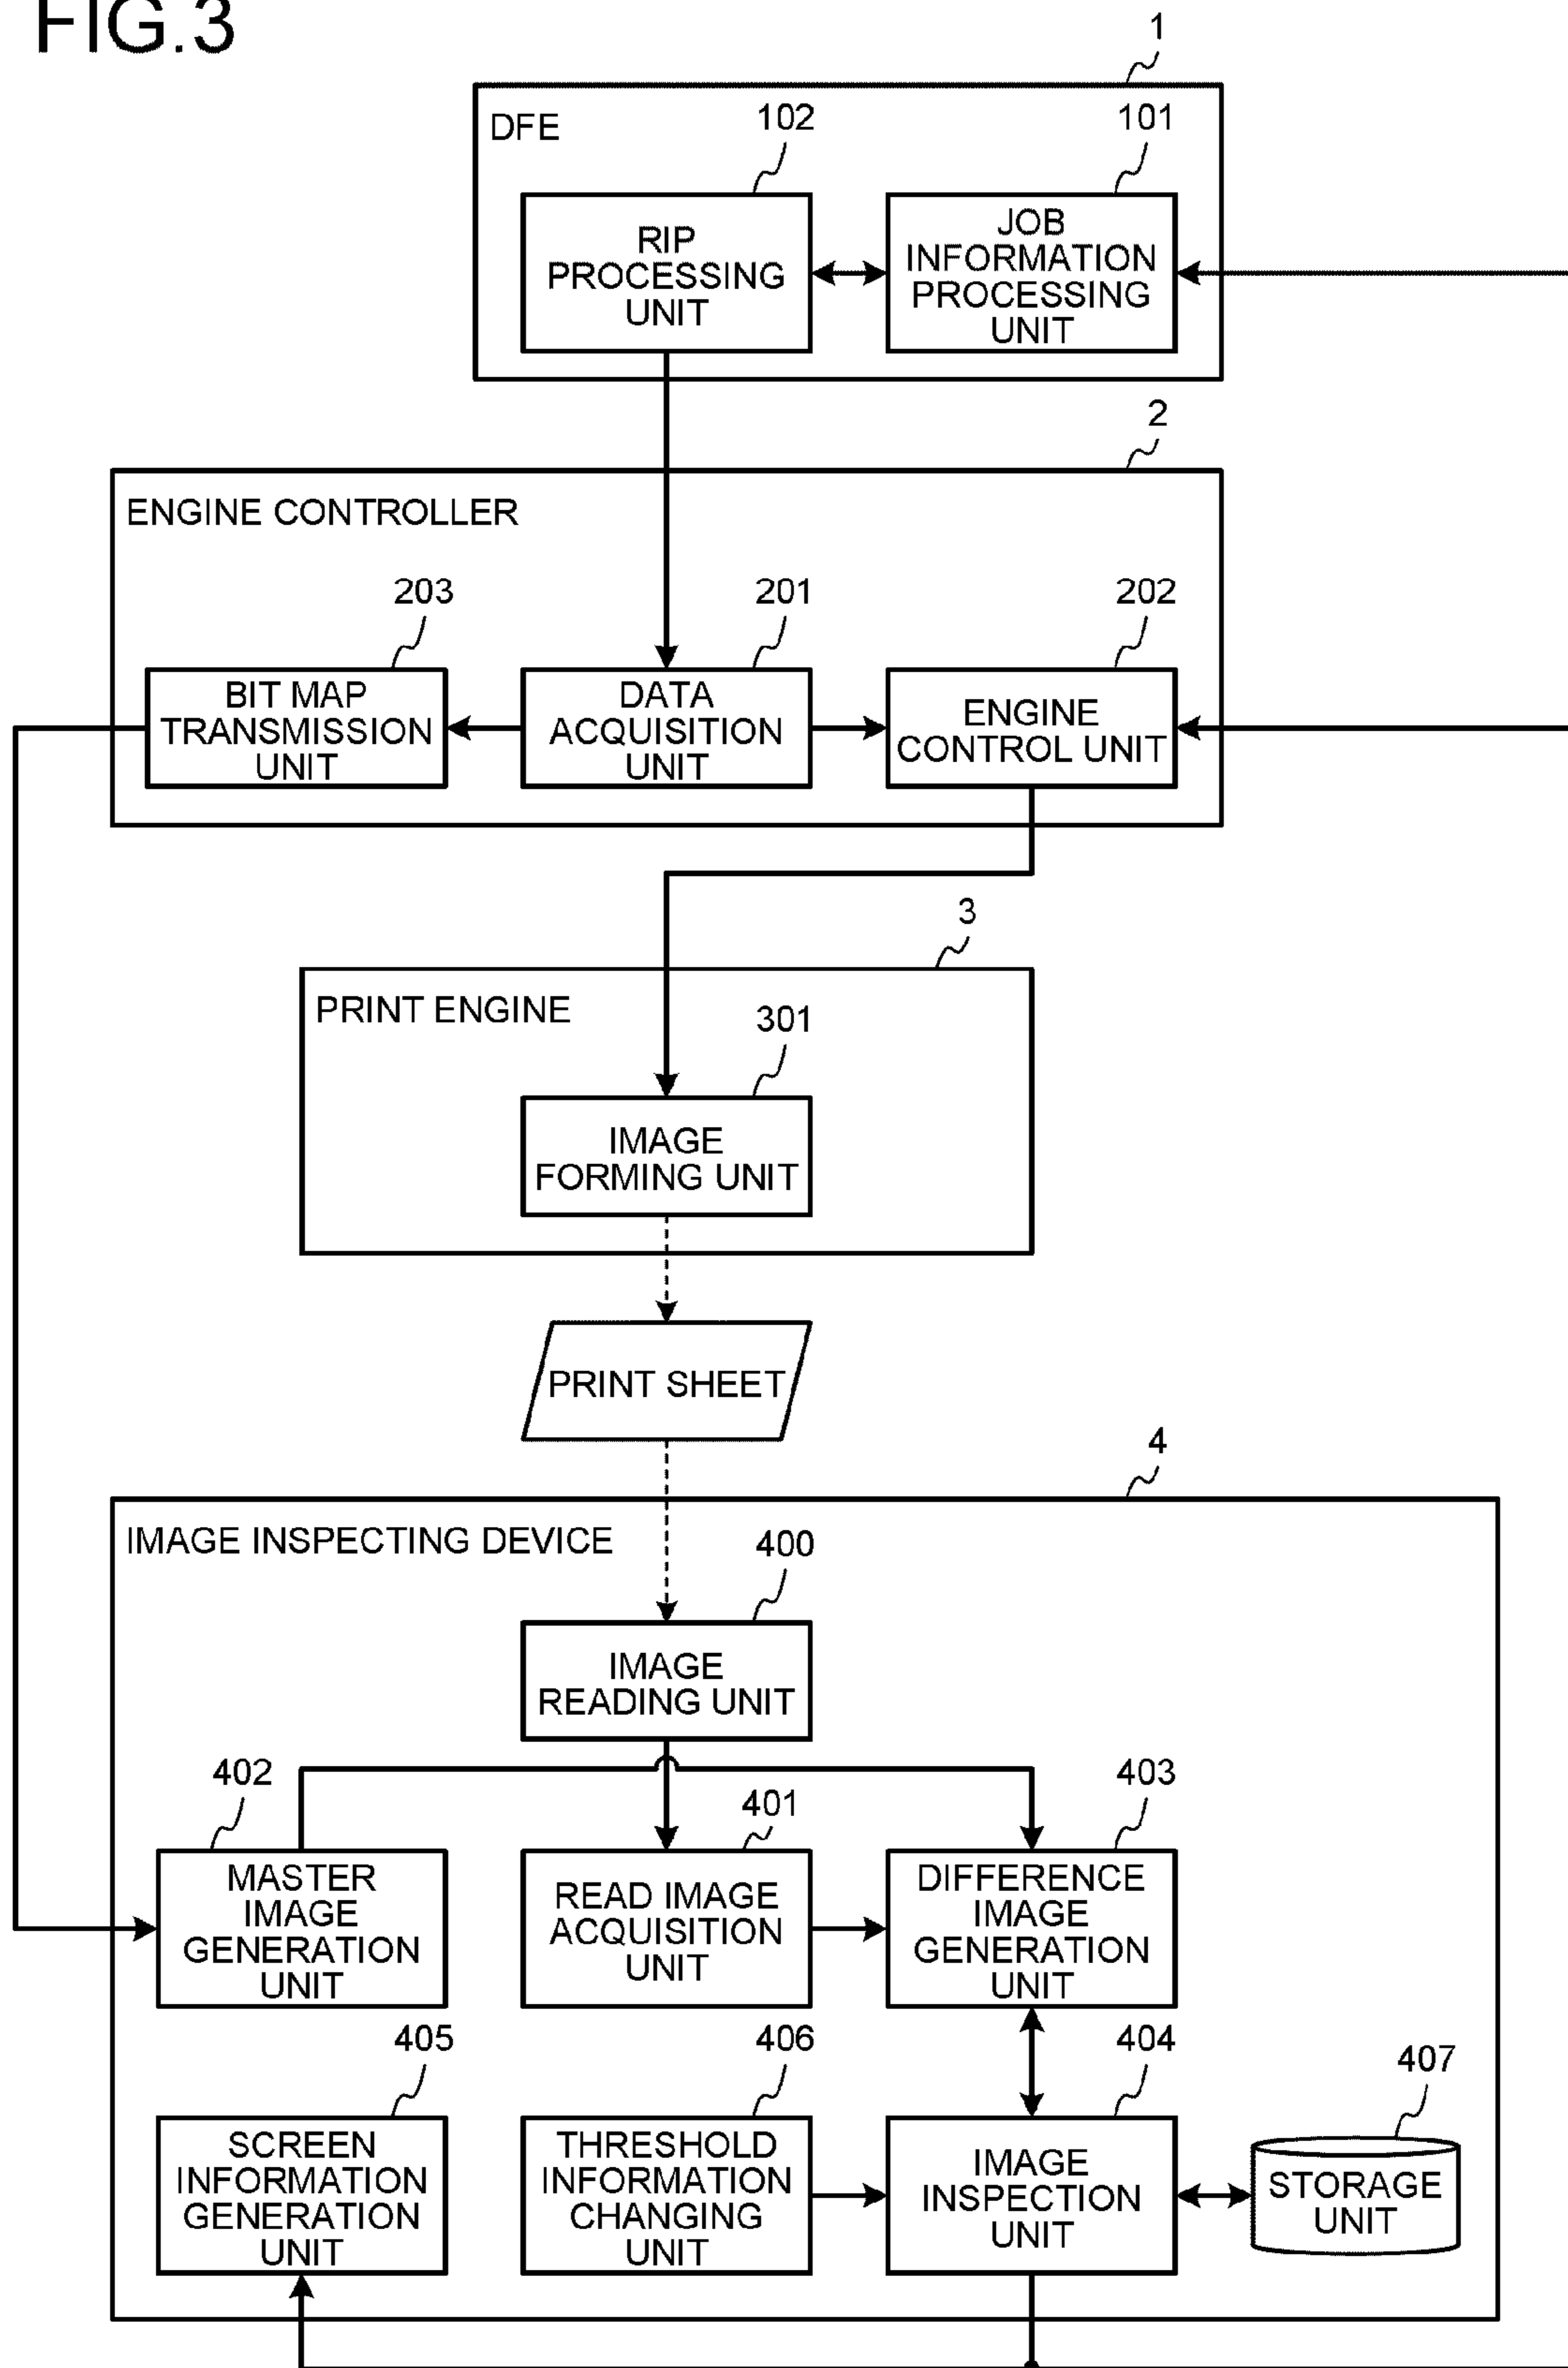 FIG.3
1
DFE
102
101
RIP
PROCESSING
UNIT
JOB
INFORMATION
PROCESSING
UNIT
2
ENGINE CONTROLLER
203
201
202
BIT MAP
TRANSMISSION
UNIT
DATA
ACQUISITION
UNIT
ENGINE
CONTROL UNIT
3
PRINT ENGINE
301
IMAGE
FORMING UNIT
PRINT SHEET
4
IMAGE INSPECTING DEVICE
400
IMAGE
READING UNIT
402
401
403
MASTER
IMAGE
GENERATION
UNIT
READ IMAGE
ACQUISITION
UNIT
DIFFERENCE
IMAGE
GENERATION
UNIT
405
406
404
407
SCREEN
INFORMATION
GENERATION
UNIT
THRESHOLD
INFORMATION
CHANGING
UNIT
IMAGE
INSPECTION
UNIT
STORAGE
UNIT